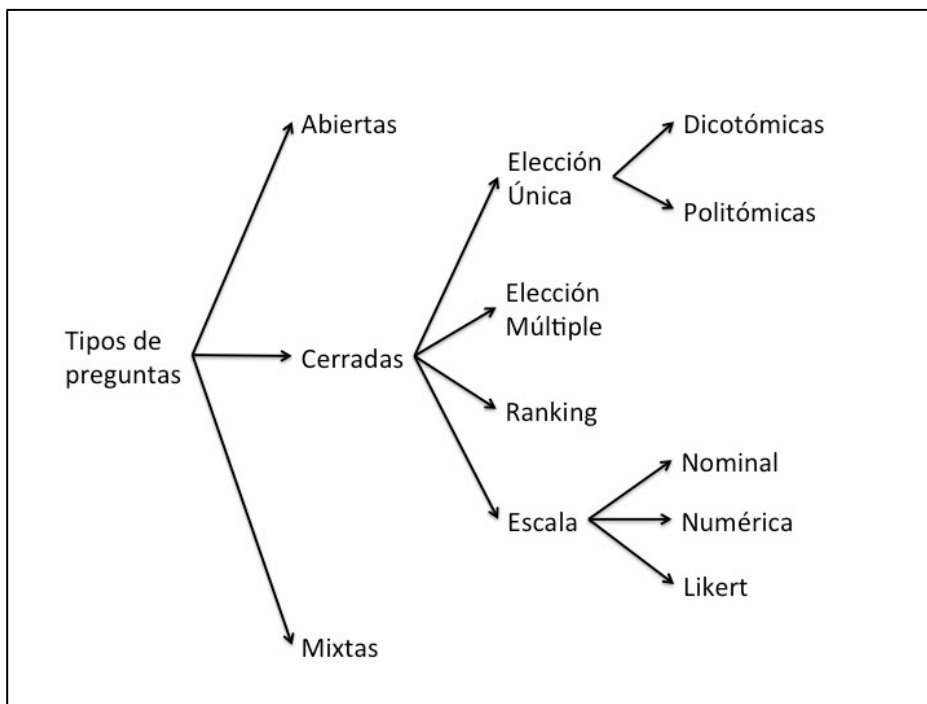 Tipos de
preguntas
Abiertas
Cerradas
Mixtas
Elección
Única
Elección
Múltiple
Ranking
Escala
Dicotómicas
Politómicas
Nominal
Numérica
Likert